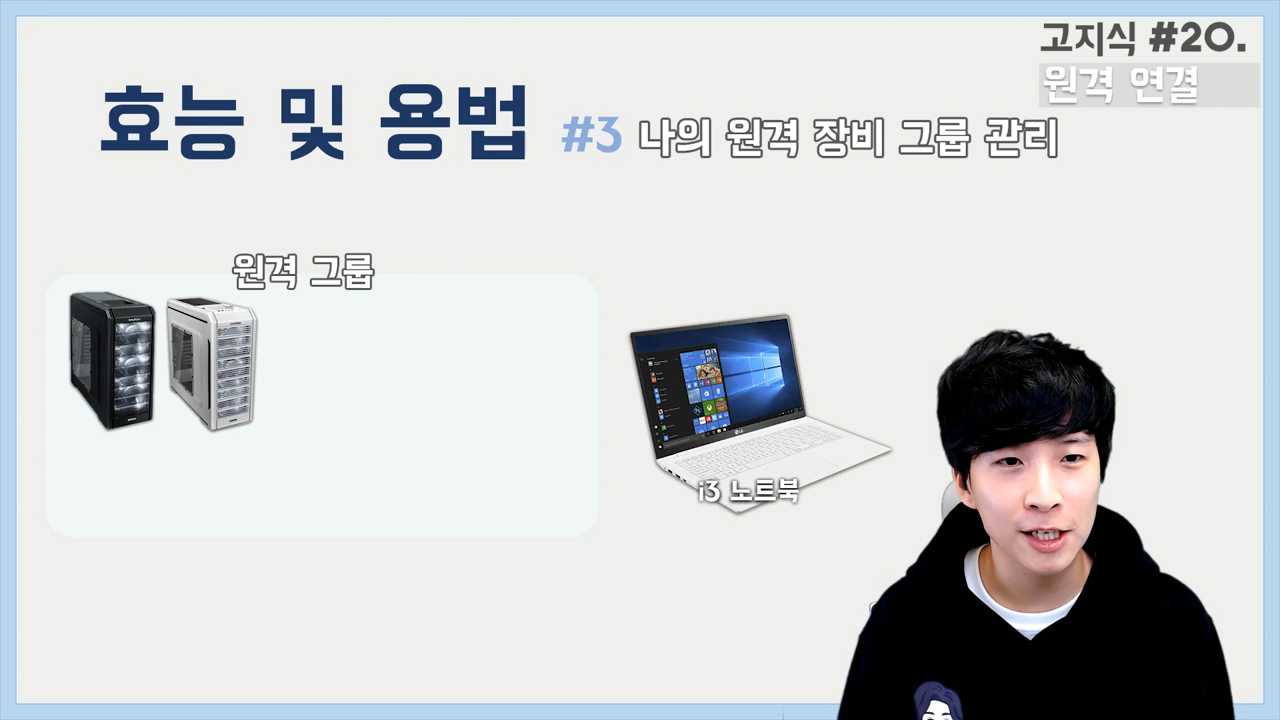 고지식 #20.
원격 연결
효능 및 용법 #3 나의 원격 장비 그룹 관리
원격 그룹
i3 노트북